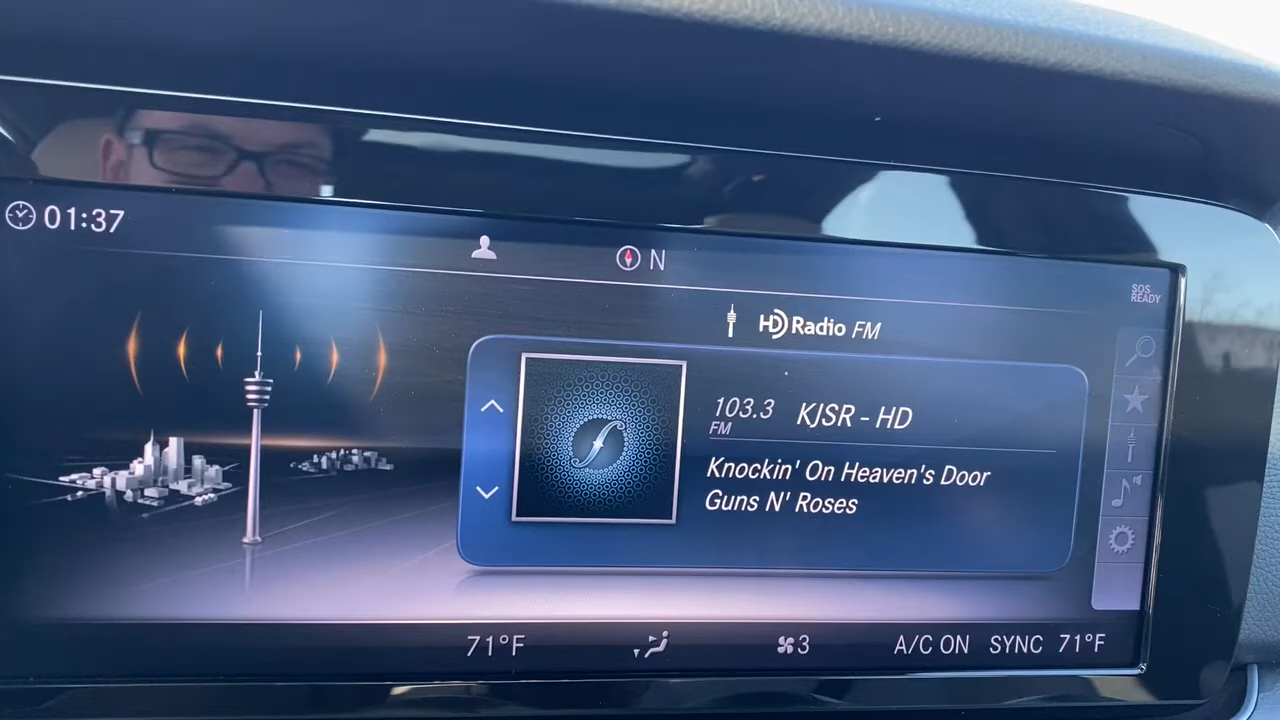 01:37
N
SOS
READY
HD Radio FM
103.3 KJSR - HD
FM
Knockin' On Heaven's Door
Guns N' Roses
71°F
3
A/C ON SYNC 71°F